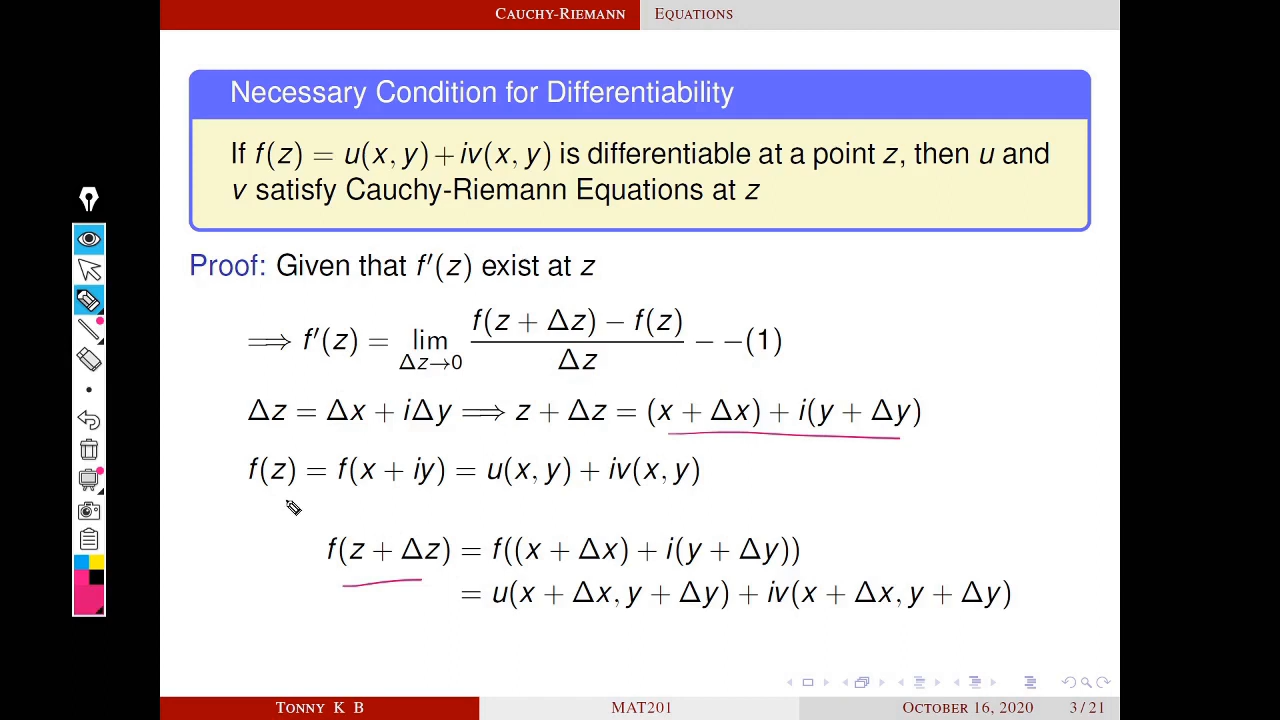 CAUCHY-RIEMANN EQUATIONS
Necessary Condition for Differentiability
If f(z) = u(x, y) + iv(x, y) is differentiable at a point z, then u and
v satisfy Cauchy-Riemann Equations at z
Proof: Given that f′(z) exist at z
⟹ f′(z) = lim_{Δz→0} (f(z + Δz) − f(z))/Δz − −(1)
Δz = Δx + iΔy ⟹ z + Δz = (x + Δx) + i(y + Δy)
f(z) = f(x + iy) = u(x, y) + iv(x, y)
f(z + Δz) = f((x + Δx) + i(y + Δy))
= u(x + Δx, y + Δy) + iv(x + Δx, y + Δy)
TONNY K B MAT201 OCTOBER 16, 2020 3 / 21